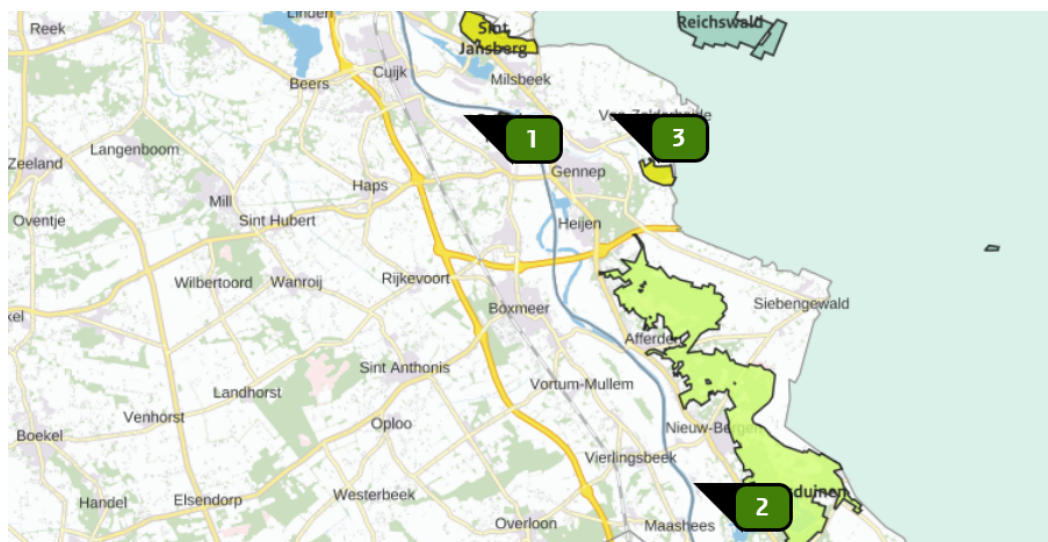 Linden
Reek
Sint
Jansberg
Reichswald
Cuijk
Milsbeek
Beers
1
3
Langenboom
Zeeland
Gennep
Haps
Mill
Oventje
Sint Hubert
Heijen
Rijkevoort
Wilbertoord
Wanroij
Siebengewald
Boxmeer
Afferden
Sint Anthonis
Vortum-Mullem
Landhorst
Venhorst
Oploo
Nieuw-Bergen
Boekel
Vierlingsbeek
Westerbeek
duinen
Handel
Elsendorp
2
Overloon
Maashees